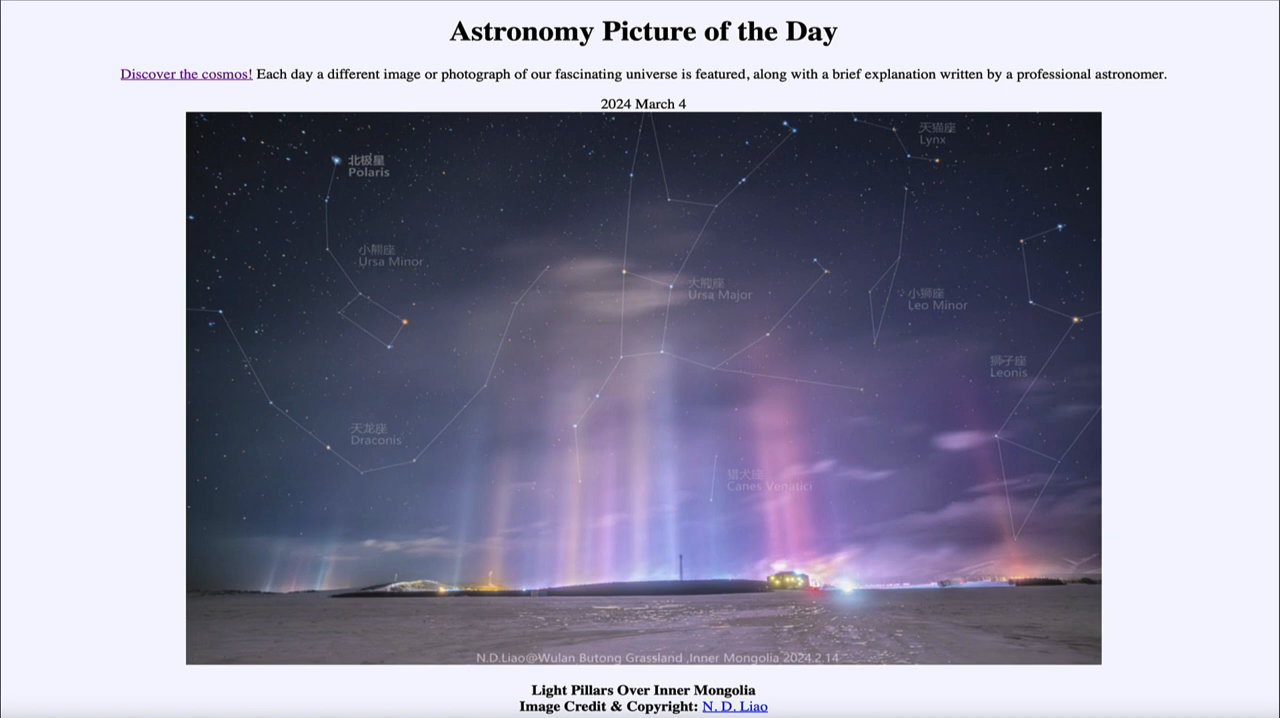 Astronomy Picture of the Day
Discover the cosmos! Each day a different image or photograph of our fascinating universe is featured, along with a brief explanation written by a professional astronomer.
2024 March 4
天猫座
Lynx
北极星
Polaris
小熊座
Ursa Minor
大熊座
Ursa Major
小狮座
Leo Minor
狮子座
Leonis
天龙座
Draconis
猎犬座
Canes Venatici
N.D.Liao@Wulan Butong Grassland ,Inner Mongolia 2024.2.14
Light Pillars Over Inner Mongolia
Image Credit & Copyright: N. D. Liao